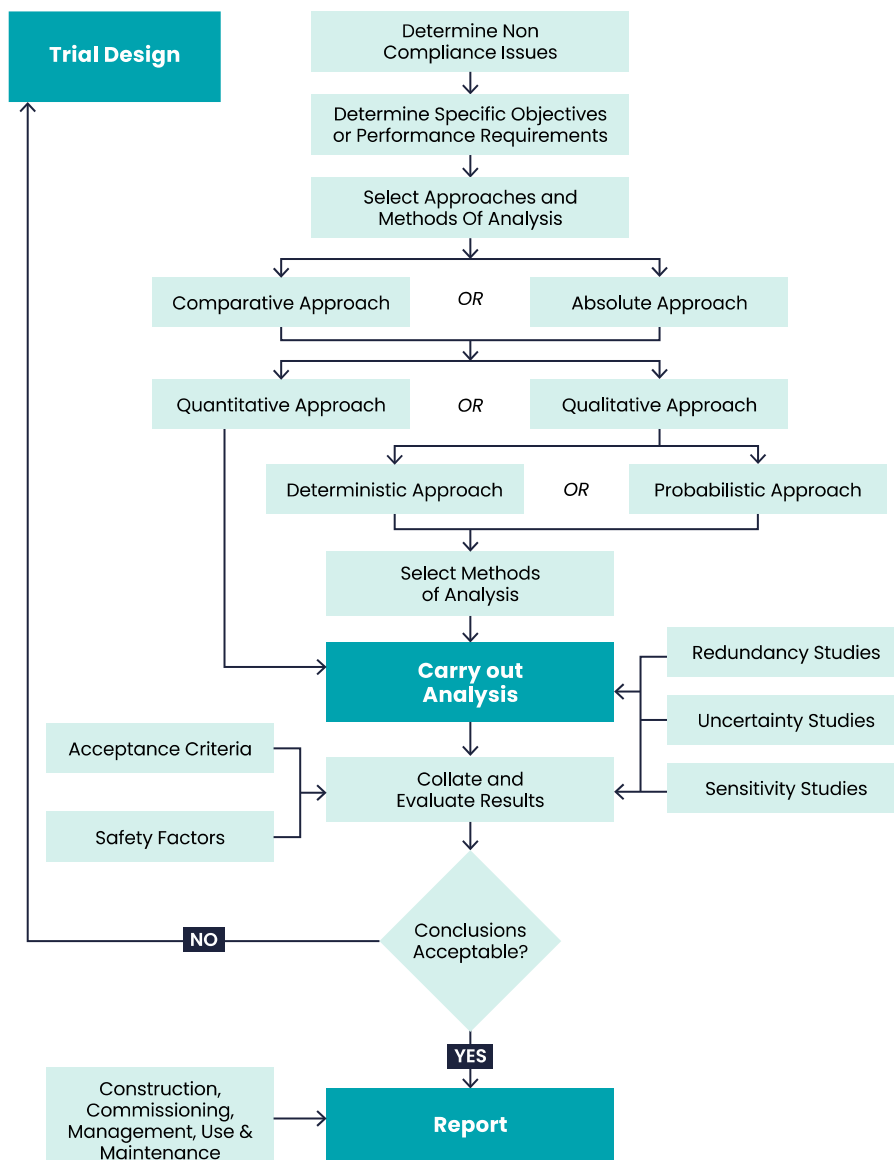 Trial Design
Determine Non
Compliance Issues
Determine Specific Objectives
or Performance Requirements
Select Approaches and
Methods Of Analysis
Comparative Approach
OR
Absolute Approach
Quantitative Approach
OR
Qualitative Approach
Deterministic Approach
OR
Probabilistic Approach
Select Methods
of Analysis
Carry out
Analysis
Redundancy Studies
Uncertainty Studies
Sensitivity Studies
Acceptance Criteria
Safety Factors
Collate and
Evaluate Results
Conclusions
Acceptable?
NO
YES
Construction,
Commissioning,
Management, Use &
Maintenance
Report